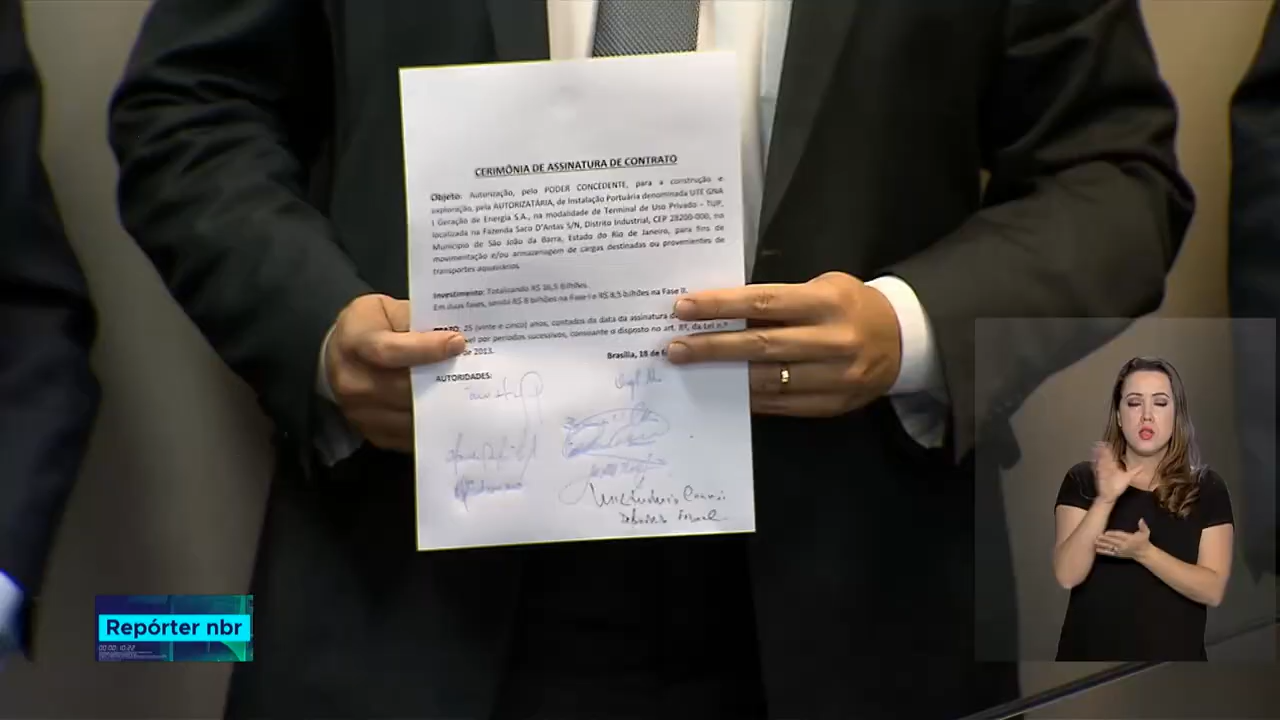 CERIMÔNIA DE ASSINATURA DE CONTRATO
Objeto: Autorização, pelo PODER CONCEDENTE, para a construção e
exploração, pela AUTORIZATÁRIA, de Instalação Portuária denominada UTE GNA
I Geração de Energia S.A., na modalidade de Terminal de Uso Privado – TUP,
localizada na Fazenda Saco D'Antas S/N, Distrito Industrial, CEP 28200-000, no
Município de São João da Barra, Estado do Rio de Janeiro, para fins de
movimentação e/ou armazenagem de cargas destinadas ou provenientes de
transportes aquaviários.
Investimento: Totalizando R$ 16,5 bilhões.
Em duas fases, sendo R$ 8 bilhões na Fase I e R$ 8,5 bilhões na Fase II.
25 (vinte e cinco) anos, contados da data da assinatura
por períodos sucessivos, consoante o disposto no art. 8º, da Lei n.º
de 2013.
Brasília, 18 de
AUTORIDADES:
Repórter nbr